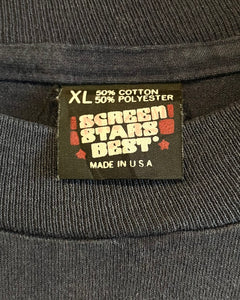 XL 50% COTTON
50% POLYESTER
SCREEN
STARS
BEST®
MADE IN U.S.A